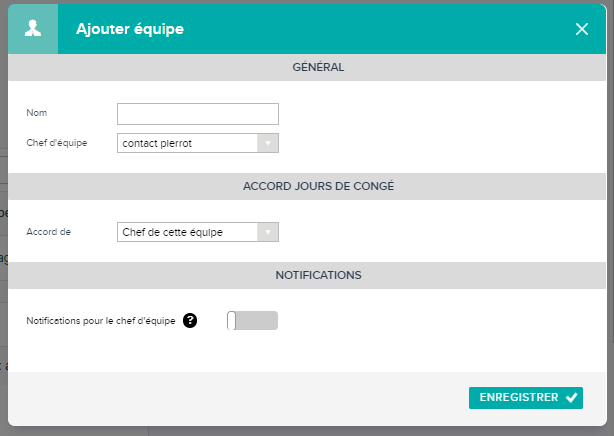 Ajouter équipe
GÉNÉRAL
Nom
Chef d'équipe
contact pierrot
ACCORD JOURS DE CONGÉ
Accord de
Chef de cette équipe
NOTIFICATIONS
Notifications pour le chef d'équipe ?
ENREGISTRER